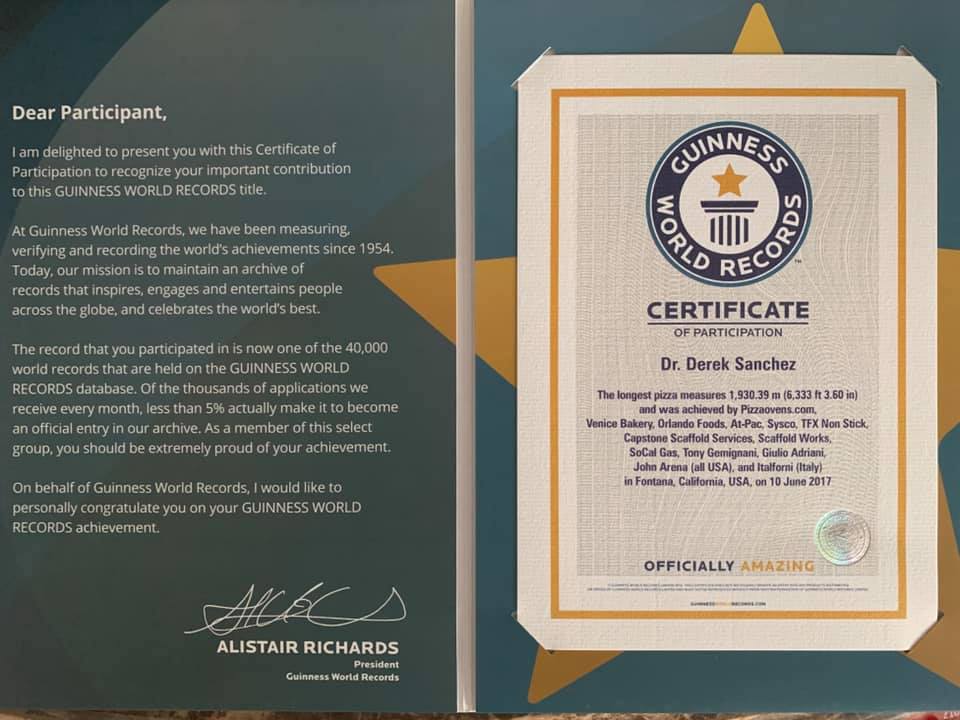 Dear Participant,
I am delighted to present you with this Certificate of
Participation to recognize your important contribution
to this GUINNESS WORLD RECORDS title.
At Guinness World Records, we have been measuring,
verifying and recording the world's achievements since 1954.
Today, our mission is to maintain an archive of
records that inspires, engages and entertains people
across the globe, and celebrates the world's best.
The record that you participated in is now one of the 40,000
world records that are held on the GUINNESS WORLD
RECORDS database. Of the thousands of applications we
receive every month, less than 5% actually make it to become
an official entry in our archive. As a member of this select
group, you should be extremely proud of your achievement.
On behalf of Guinness World Records, I would like to
personally congratulate you on your GUINNESS WORLD
RECORDS achievement.
ALISTAIR RICHARDS
President
Guinness World Records
GUINNESS
WORLD RECORDS
™
CERTIFICATE
OF PARTICIPATION
Dr. Derek Sanchez
The longest pizza measures 1,930.39 m (6,333 ft 3.60 in)
and was achieved by Pizzaovens.com,
Venice Bakery, Orlando Foods, At-Pac, Sysco, TFX Non Stick,
Capstone Scaffold Services, Scaffold Works,
SoCal Gas, Tony Gemignani, Giulio Adriani,
John Arena (all USA), and Italforni (Italy)
in Fontana, California, USA, on 10 June 2017
OFFICIALLY AMAZING
GUINNESSWORLDRECORDS.COM